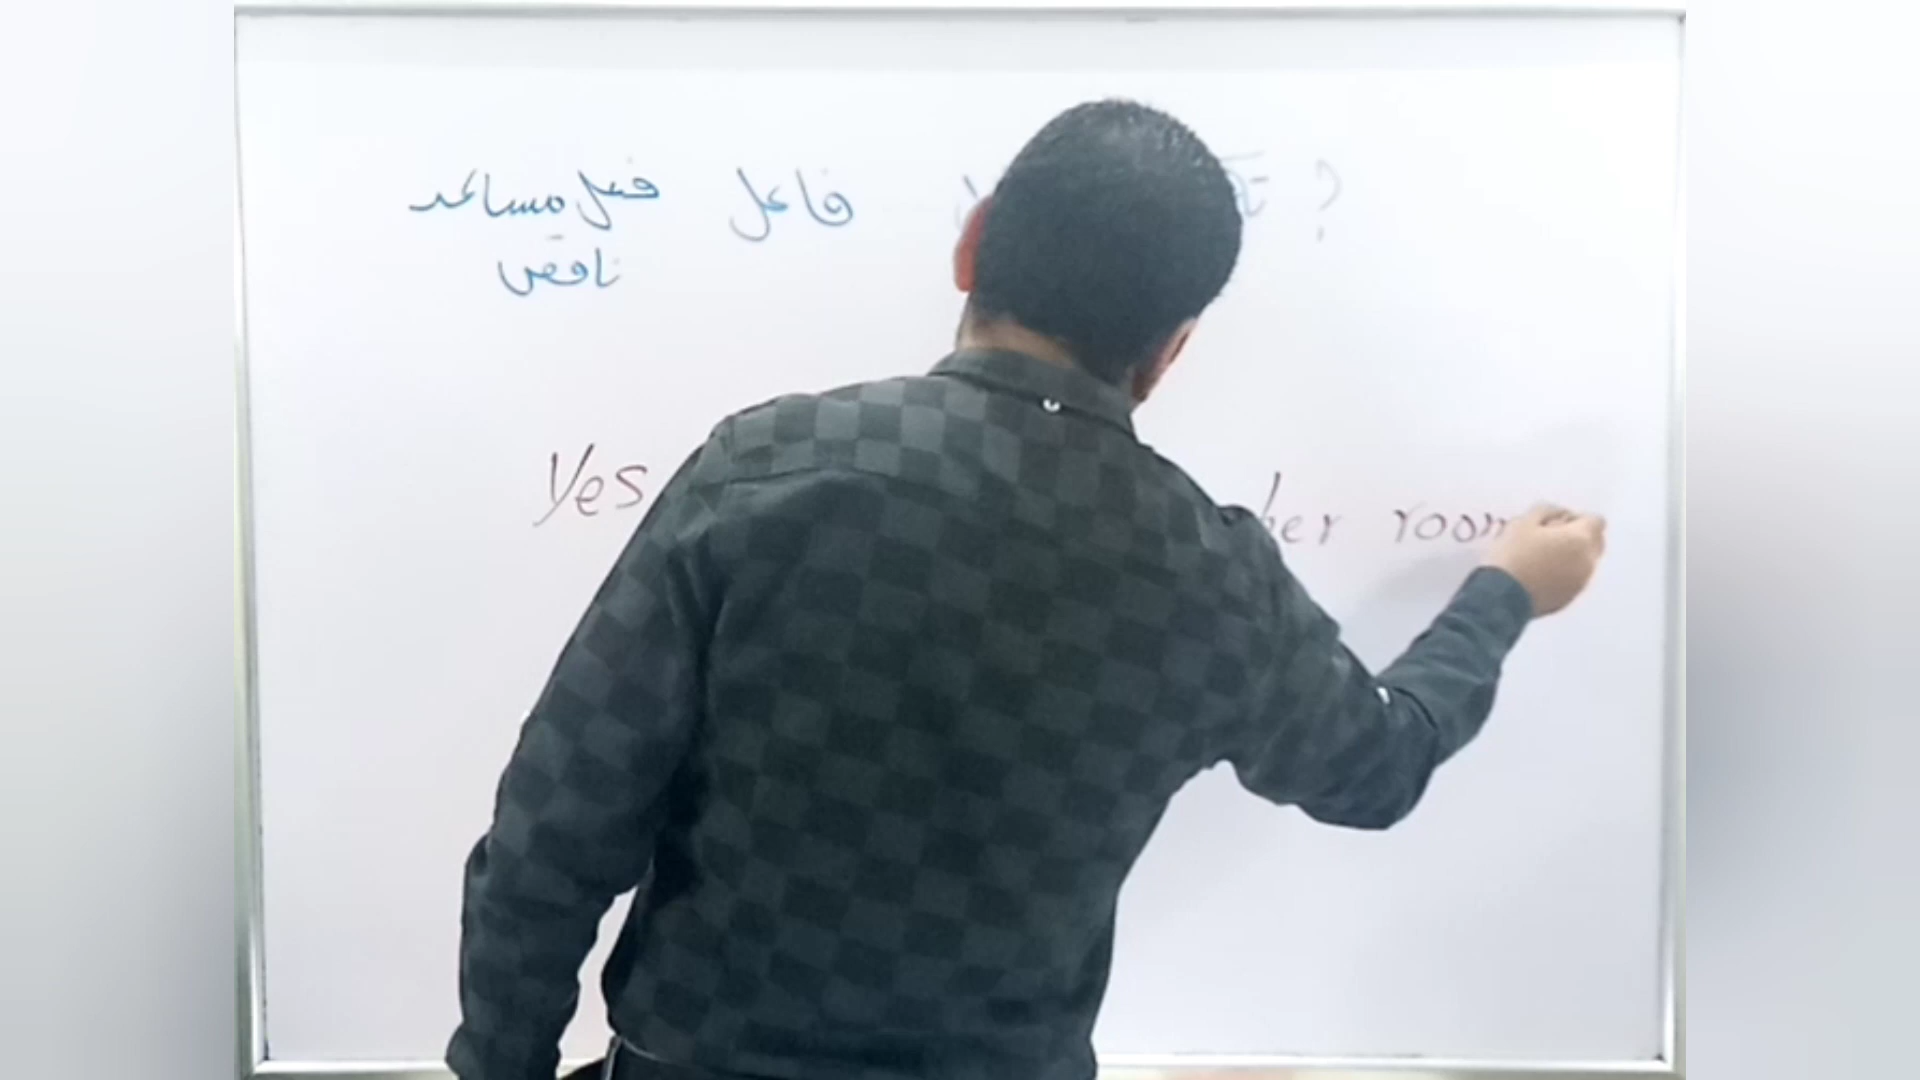 فعل مساعد فاعل ?
ناقص
Yes her room